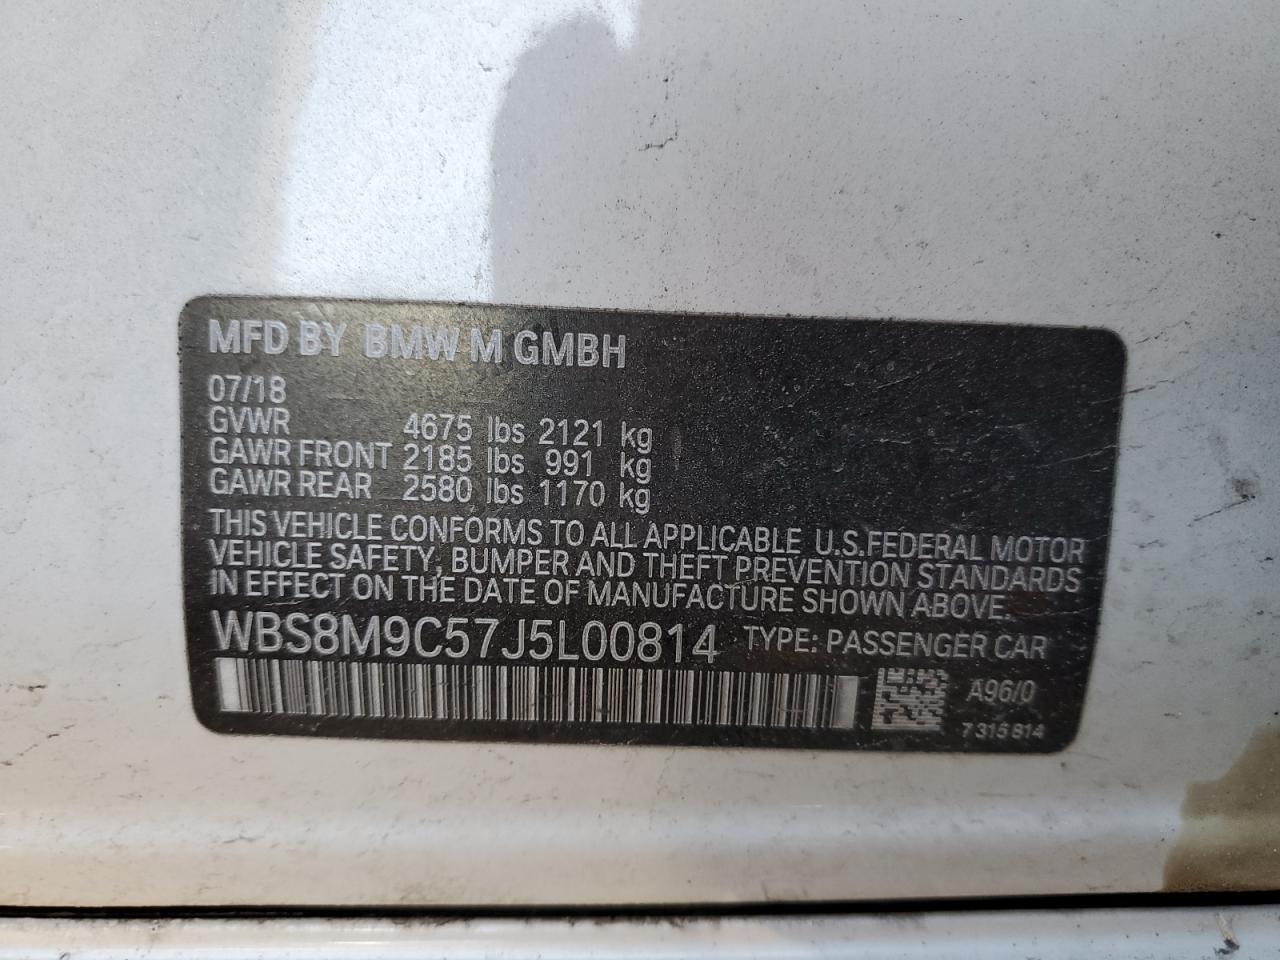 MFD BY BMW M GMBH
07/18
GVWR 4675 lbs 2121 kg
GAWR FRONT 2185 lbs 991 kg
GAWR REAR 2580 lbs 1170 kg
THIS VEHICLE CONFORMS TO ALL APPLICABLE U.S.FEDERAL MOTOR
VEHICLE SAFETY, BUMPER AND THEFT PREVENTION STANDARDS
IN EFFECT ON THE DATE OF MANUFACTURE SHOWN ABOVE.
WBS8M9C57J5L00814 TYPE: PASSENGER CAR
A96/0
7 315 814